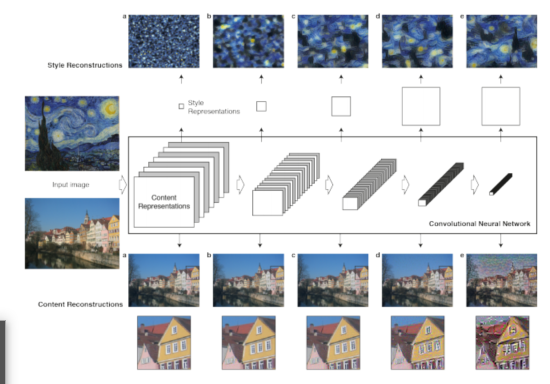 a b c d e
Style Reconstructions
Style
Representations
Input image
Content
Representations
Convolutional Neural Network
a b c d e
Content Reconstructions